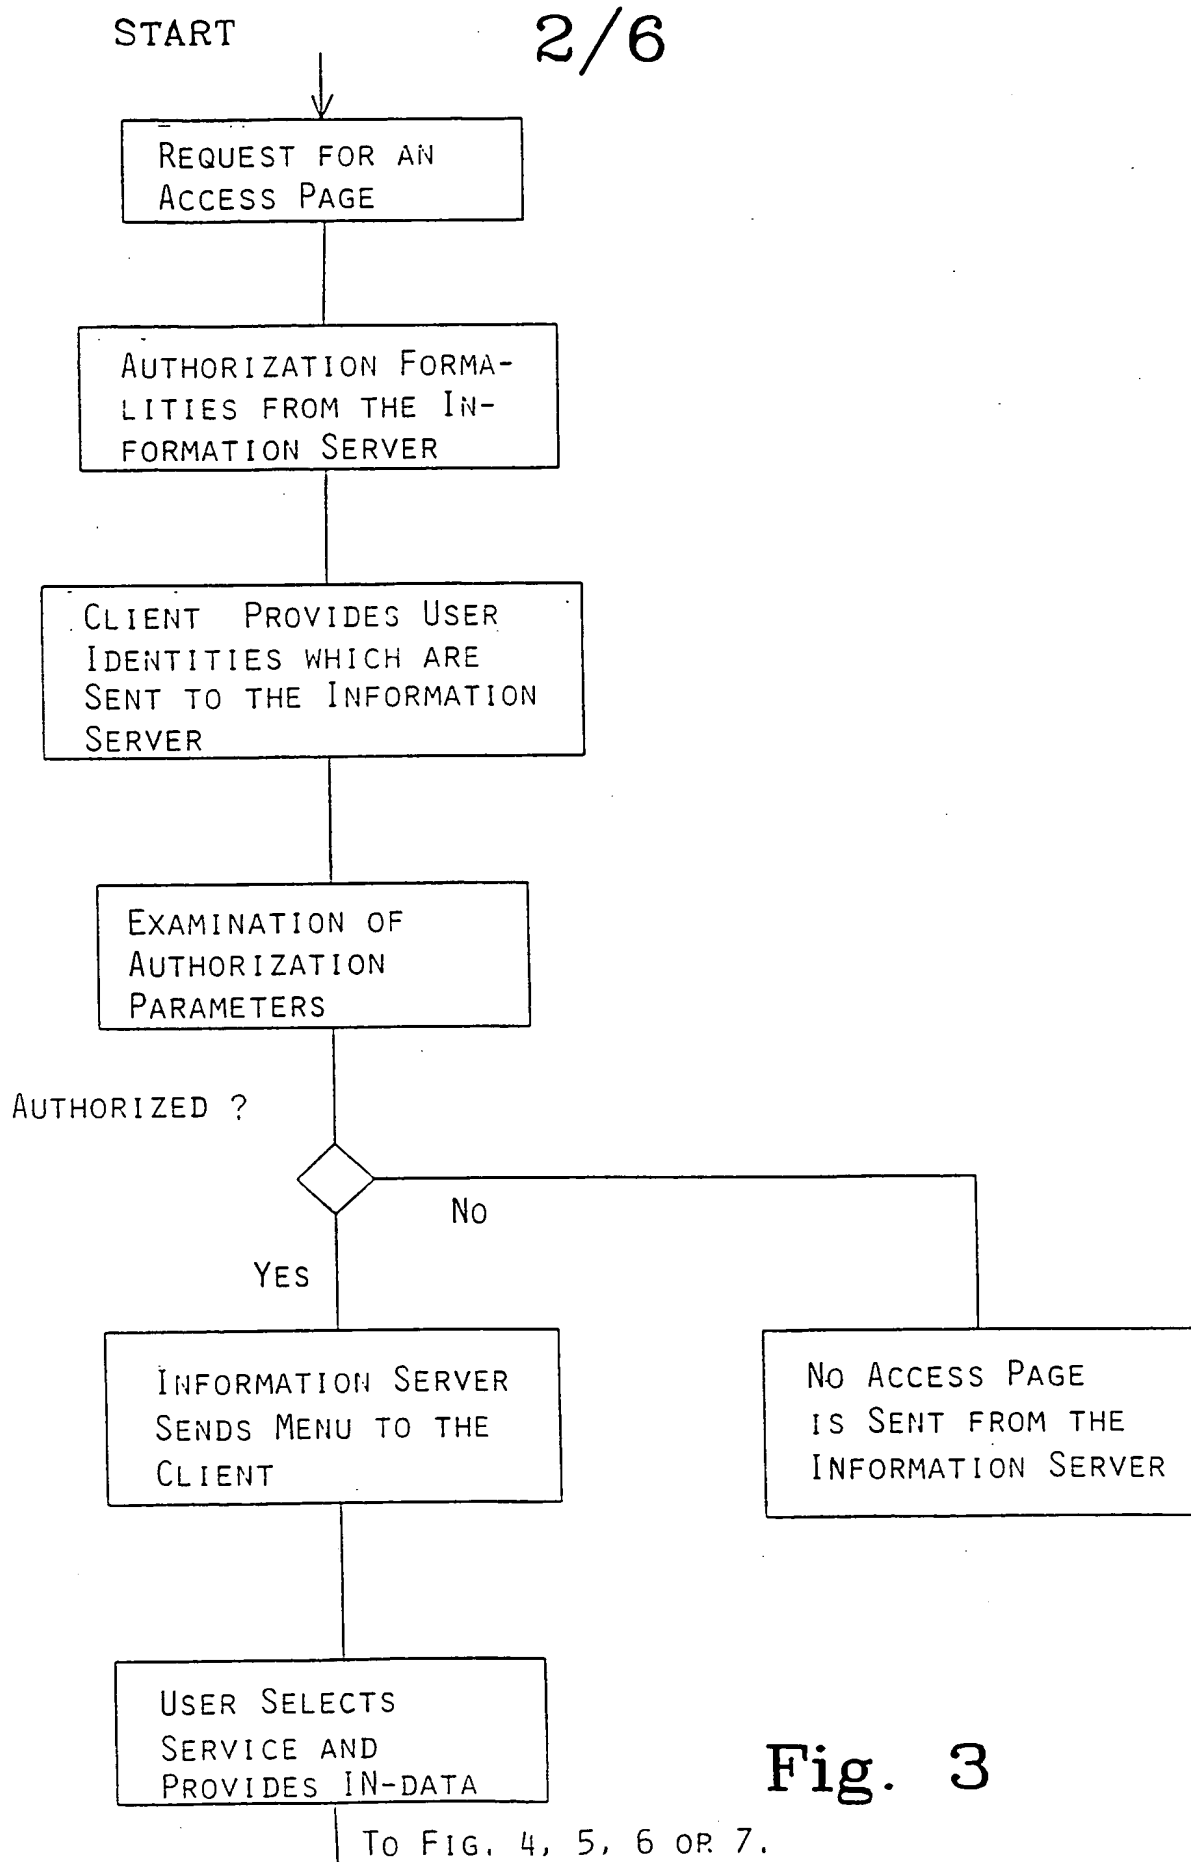 START
2/6
REQUEST FOR AN
ACCESS PAGE
AUTHORIZATION FORMA-
LITIES FROM THE IN-
FORMATION SERVER
CLIENT PROVIDES USER
IDENTITIES WHICH ARE
SENT TO THE INFORMATION
SERVER
EXAMINATION OF
AUTHORIZATION
PARAMETERS
AUTHORIZED ?
NO
YES
INFORMATION SERVER
SENDS MENU TO THE
CLIENT
NO ACCESS PAGE
IS SENT FROM THE
INFORMATION SERVER
USER SELECTS
SERVICE AND
PROVIDES IN-DATA
Fig. 3
TO FIG. 4, 5, 6 OR 7.